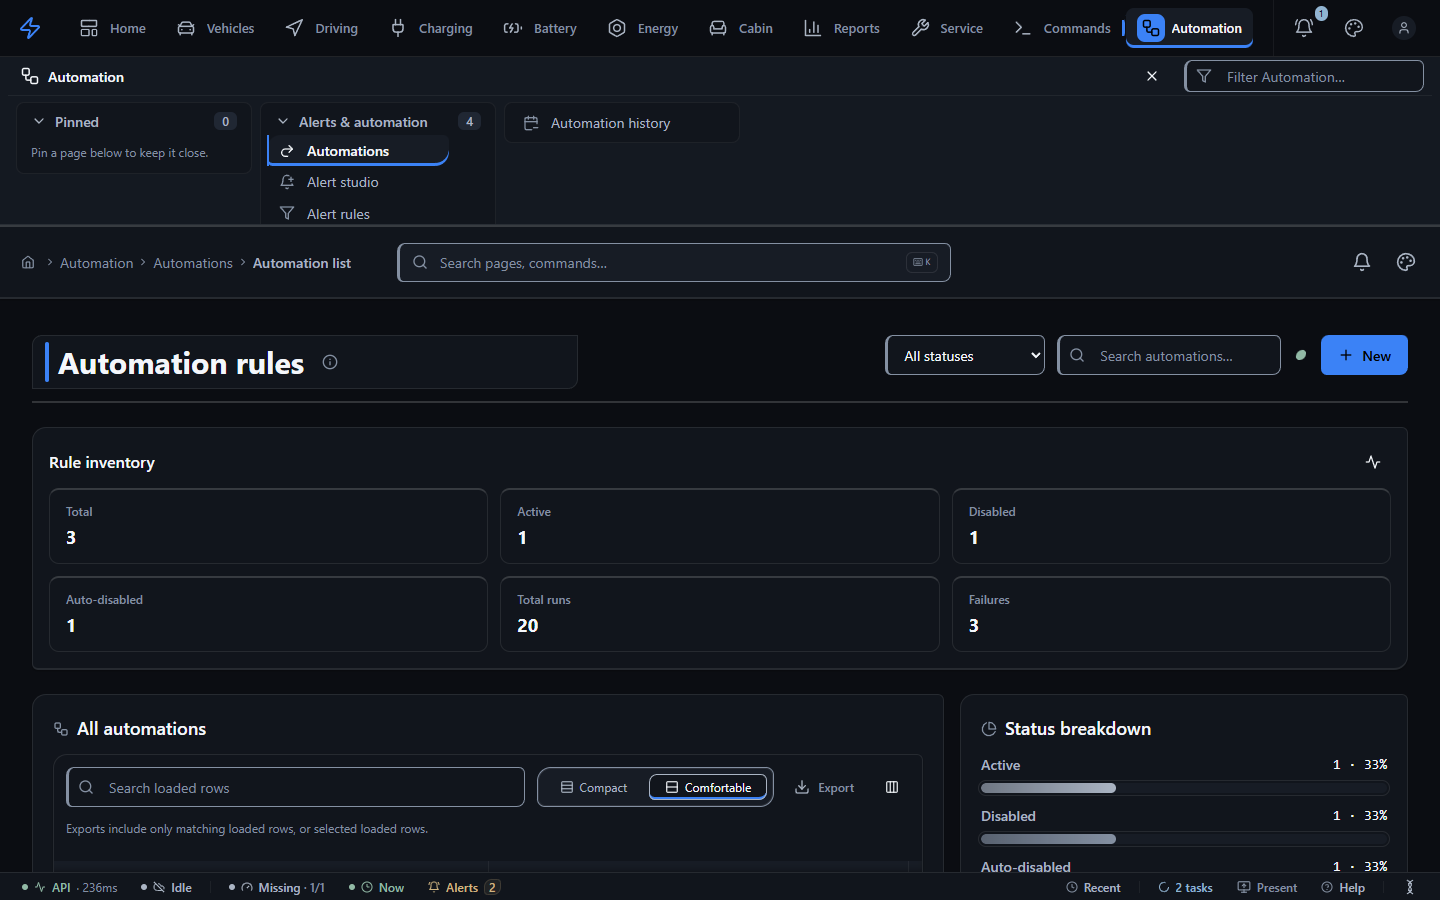 Home Vehicles Driving Charging Battery Energy Cabin Reports Service Commands Automation 1
Automation Filter Automation...
Pinned 0
Pin a page below to keep it close.
Alerts & automation 4
Automations
Alert studio
Alert rules
Automation history
Automation Automations Automation list Search pages, commands... K
Automation rules All statuses Search automations... New
Rule inventory
Total
3
Active
1
Disabled
1
Auto-disabled
1
Total runs
20
Failures
3
All automations
Search loaded rows Compact Comfortable Export
Exports include only matching loaded rows, or selected loaded rows.
Status breakdown
Active 1 · 33%
Disabled 1 · 33%
Auto-disabled 1 · 33%
API · 236ms Idle Missing · 1/1 Now Alerts 2 Recent 2 tasks Present Help